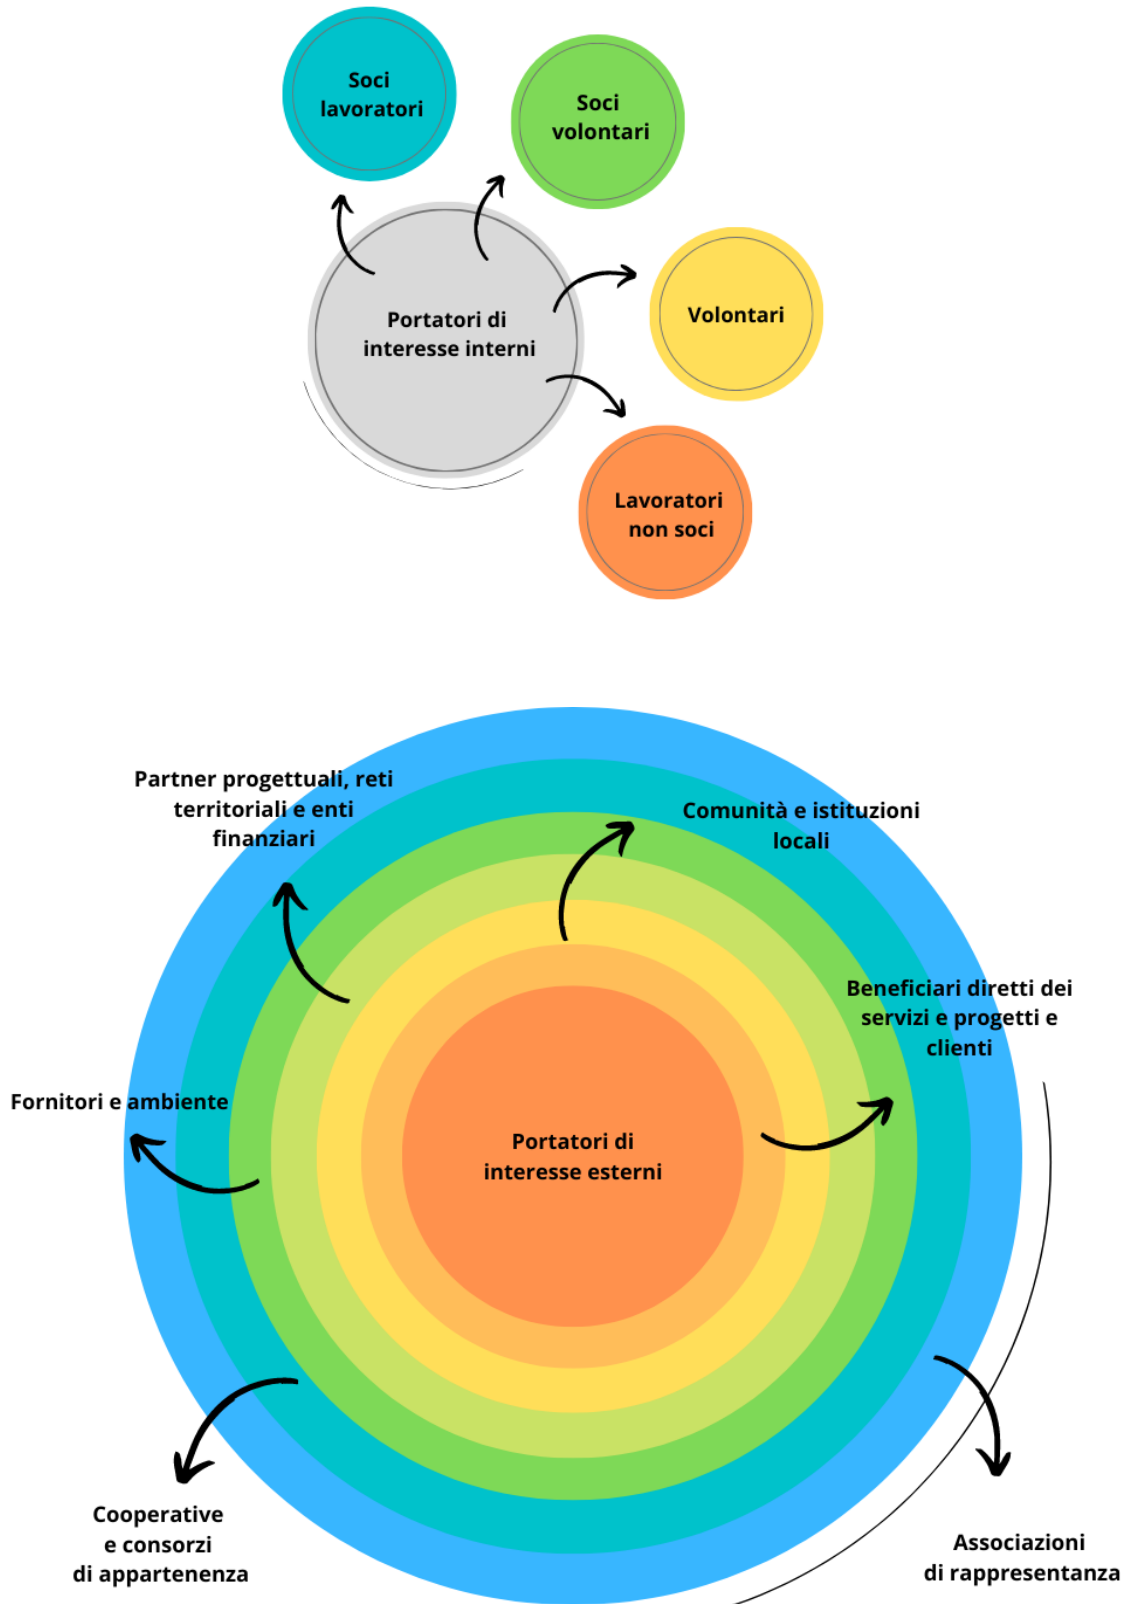 Soci
lavoratori
Soci
volontari
Portatori di
interesse interni
Volontari
Lavoratori
non soci
Partner progettuali, reti
territoriali e enti
finanziari
Comunità e istituzioni
locali
Beneficiari diretti dei
servizi e progetti e
clienti
Fornitori e ambiente
Portatori di
interesse esterni
Cooperative
e consorzi
di appartenenza
Associazioni
di rappresentanza